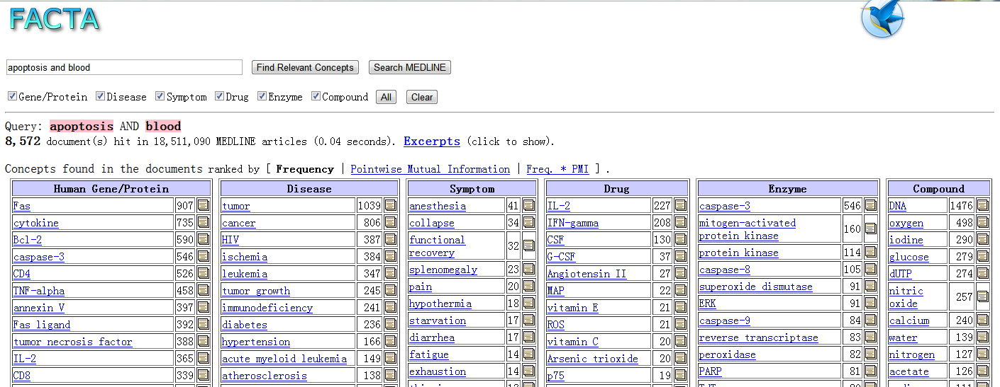 FACTA
apoptosis and blood Find Relevant Concepts Search MEDLINE
Gene/Protein Disease Symptom Drug Enzyme Compound All Clear
Query: apoptosis AND blood
8,572 document(s) hit in 18,511,090 MEDLINE articles (0.04 seconds). Excerpts (click to show).
Concepts found in the documents ranked by [ Frequency | Pointwise Mutual Information | Freq. * PMI ] .
Human Gene/Protein
Fas 907
cytokine 735
Bcl-2 590
caspase-3 546
CD4 526
TNF-alpha 458
annexin V 397
Fas ligand 392
tumor necrosis factor 388
IL-2 365
CD8 339
Disease
tumor 1039
cancer 806
HIV 387
ischemia 384
leukemia 347
tumor growth 245
immunodeficiency 241
diabetes 236
hypertension 166
acute myeloid leukemia 149
atherosclerosis 138
Symptom
anesthesia 41
collapse 34
functional
recovery 32
splenomegaly 23
pain 20
hypothermia 18
starvation 17
diarrhea 17
fatigue 14
exhaustion 14
Drug
IL-2 227
IFN-gamma 208
CSF 130
G-CSF 37
Angiotensin II 27
MAP 22
vitamin E 21
ROS 21
vitamin C 20
Arsenic trioxide 20
p75 19
Enzyme
caspase-3 546
mitogen-activated
protein kinase 160
protein kinase 114
caspase-8 105
superoxide dismutase 91
ERK 91
caspase-9 84
reverse transcriptase 83
peroxidase 82
PARP 81
Compound
DNA 1476
oxygen 498
iodine 290
glucose 279
dUTP 274
nitric
oxide 257
calcium 240
water 139
nitrogen 127
acetate 126